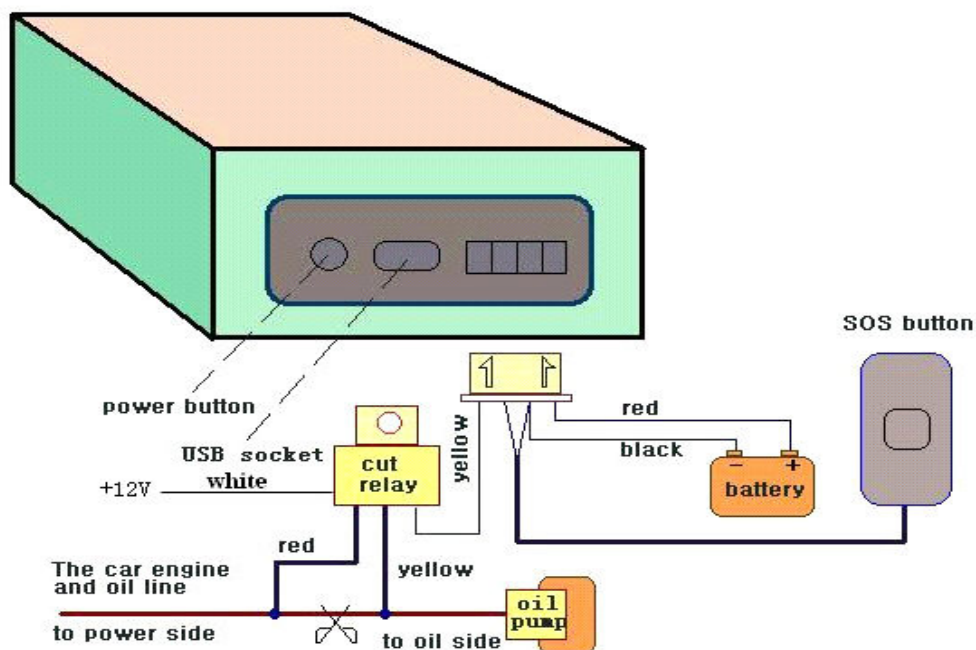 SOS button
power button
USB socket
white
+12V
cut
relay
yellow
red
black
− +
battery
red
yellow
The car engine
and oil line
to power side
to oil side
oil
pump